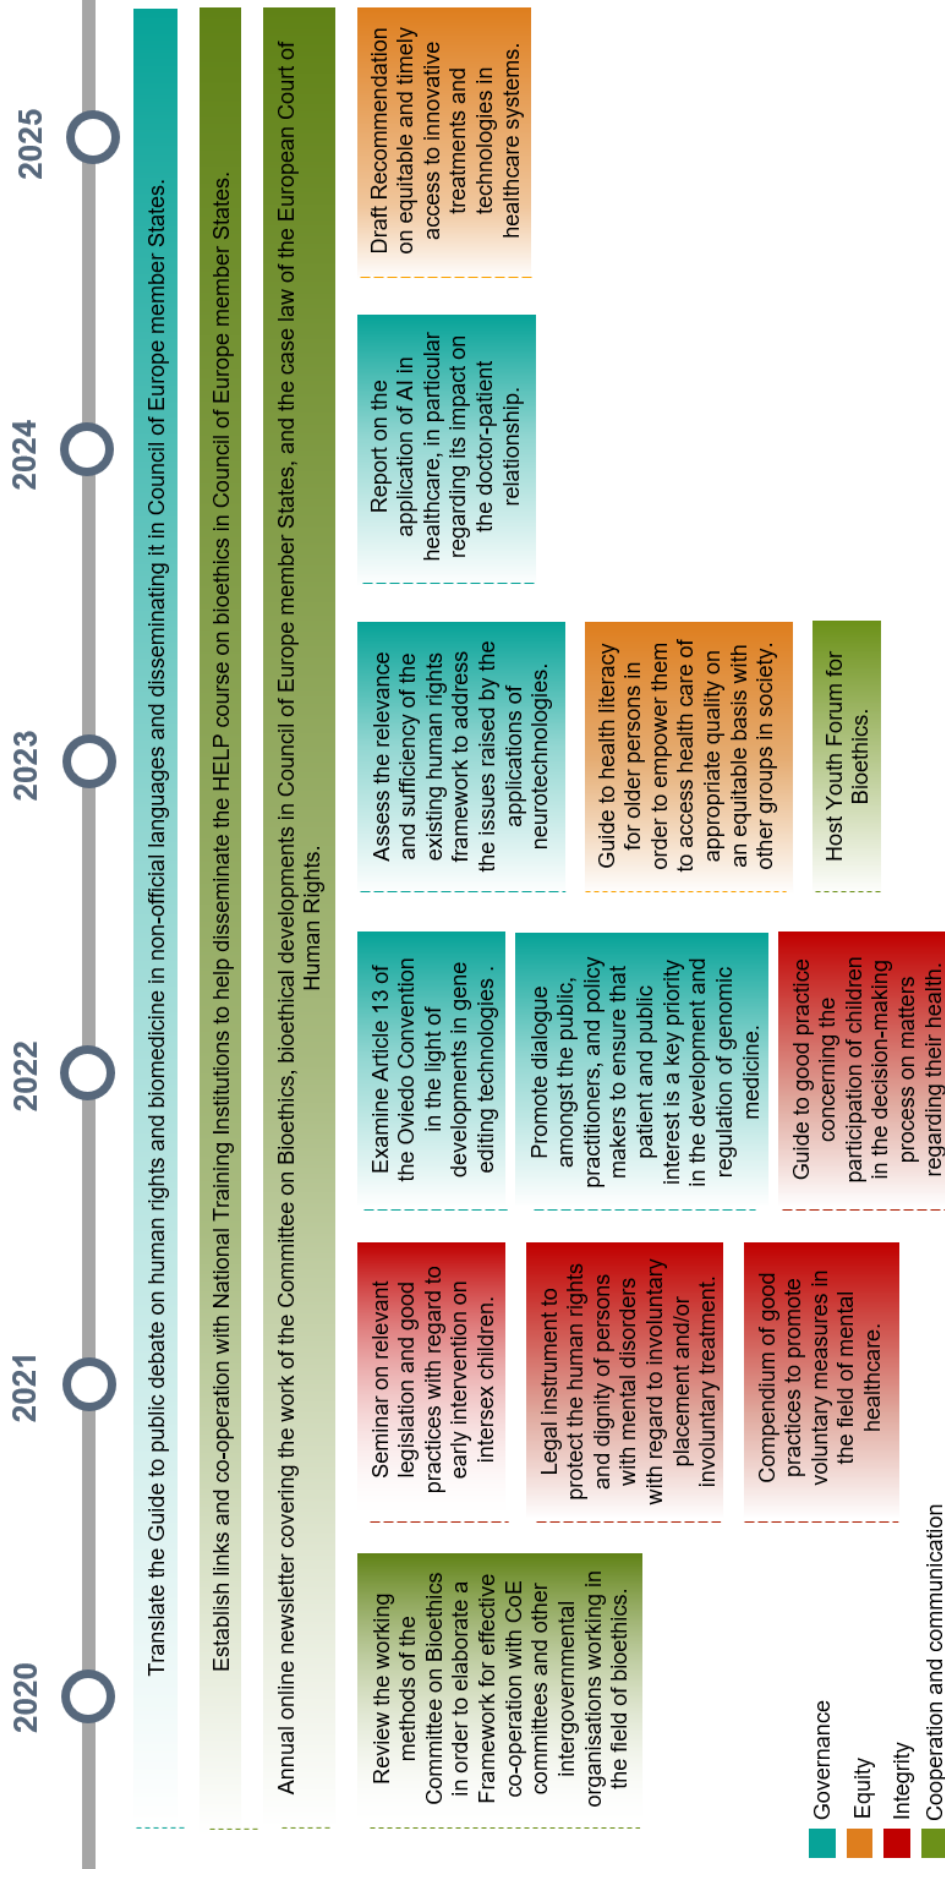 2020
2021
2022
2023
2024
2025
Translate the Guide to public debate on human rights and biomedicine in non-official languages and disseminating it in Council of Europe member States.
Establish links and co-operation with National Training Institutions to help disseminate the HELP course on bioethics in Council of Europe member States.
Annual online newsletter covering the work of the Committee on Bioethics, bioethical developments in Council of Europe member States, and the case law of the European Court of
Human Rights.
Review the working
methods of the
Committee on Bioethics
in order to elaborate a
Framework for effective
co-operation with CoE
committees and other
intergovernmental
organisations working in
the field of bioethics.
Seminar on relevant
legislation and good
practices with regard to
early intervention on
intersex children.
Legal instrument to
protect the human rights
and dignity of persons
with mental disorders
with regard to involuntary
placement and/or
involuntary treatment.
Compendium of good
practices to promote
voluntary measures in
the field of mental
healthcare.
Examine Article 13 of
the Oviedo Convention
in the light of
developments in gene
editing technologies .
Promote dialogue
amongst the public,
practitioners, and policy
makers to ensure that
patient and public
interest is a key priority
in the development and
regulation of genomic
medicine.
Guide to good practice
concerning the
participation of children
in the decision-making
process on matters
regarding their health.
Assess the relevance
and sufficiency of the
existing human rights
framework to address
the issues raised by the
applications of
neurotechnologies.
Guide to health literacy
for older persons in
order to empower them
to access health care of
appropriate quality on
an equitable basis with
other groups in society.
Host Youth Forum for
Bioethics.
Report on the
application of AI in
healthcare, in particular
regarding its impact on
the doctor-patient
relationship.
Draft Recommendation
on equitable and timely
access to innovative
treatments and
technologies in
healthcare systems.
Governance
Equity
Integrity
Cooperation and communication